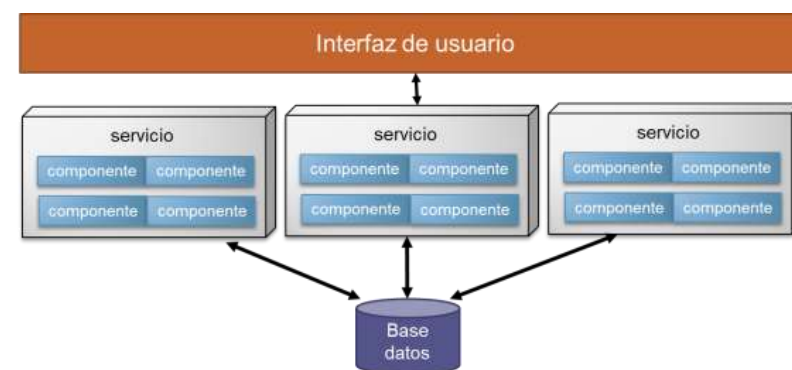 Interfaz de usuario
servicio
componente componente
componente componente
servicio
componente componente
componente componente
servicio
componente componente
componente componente
Base
datos